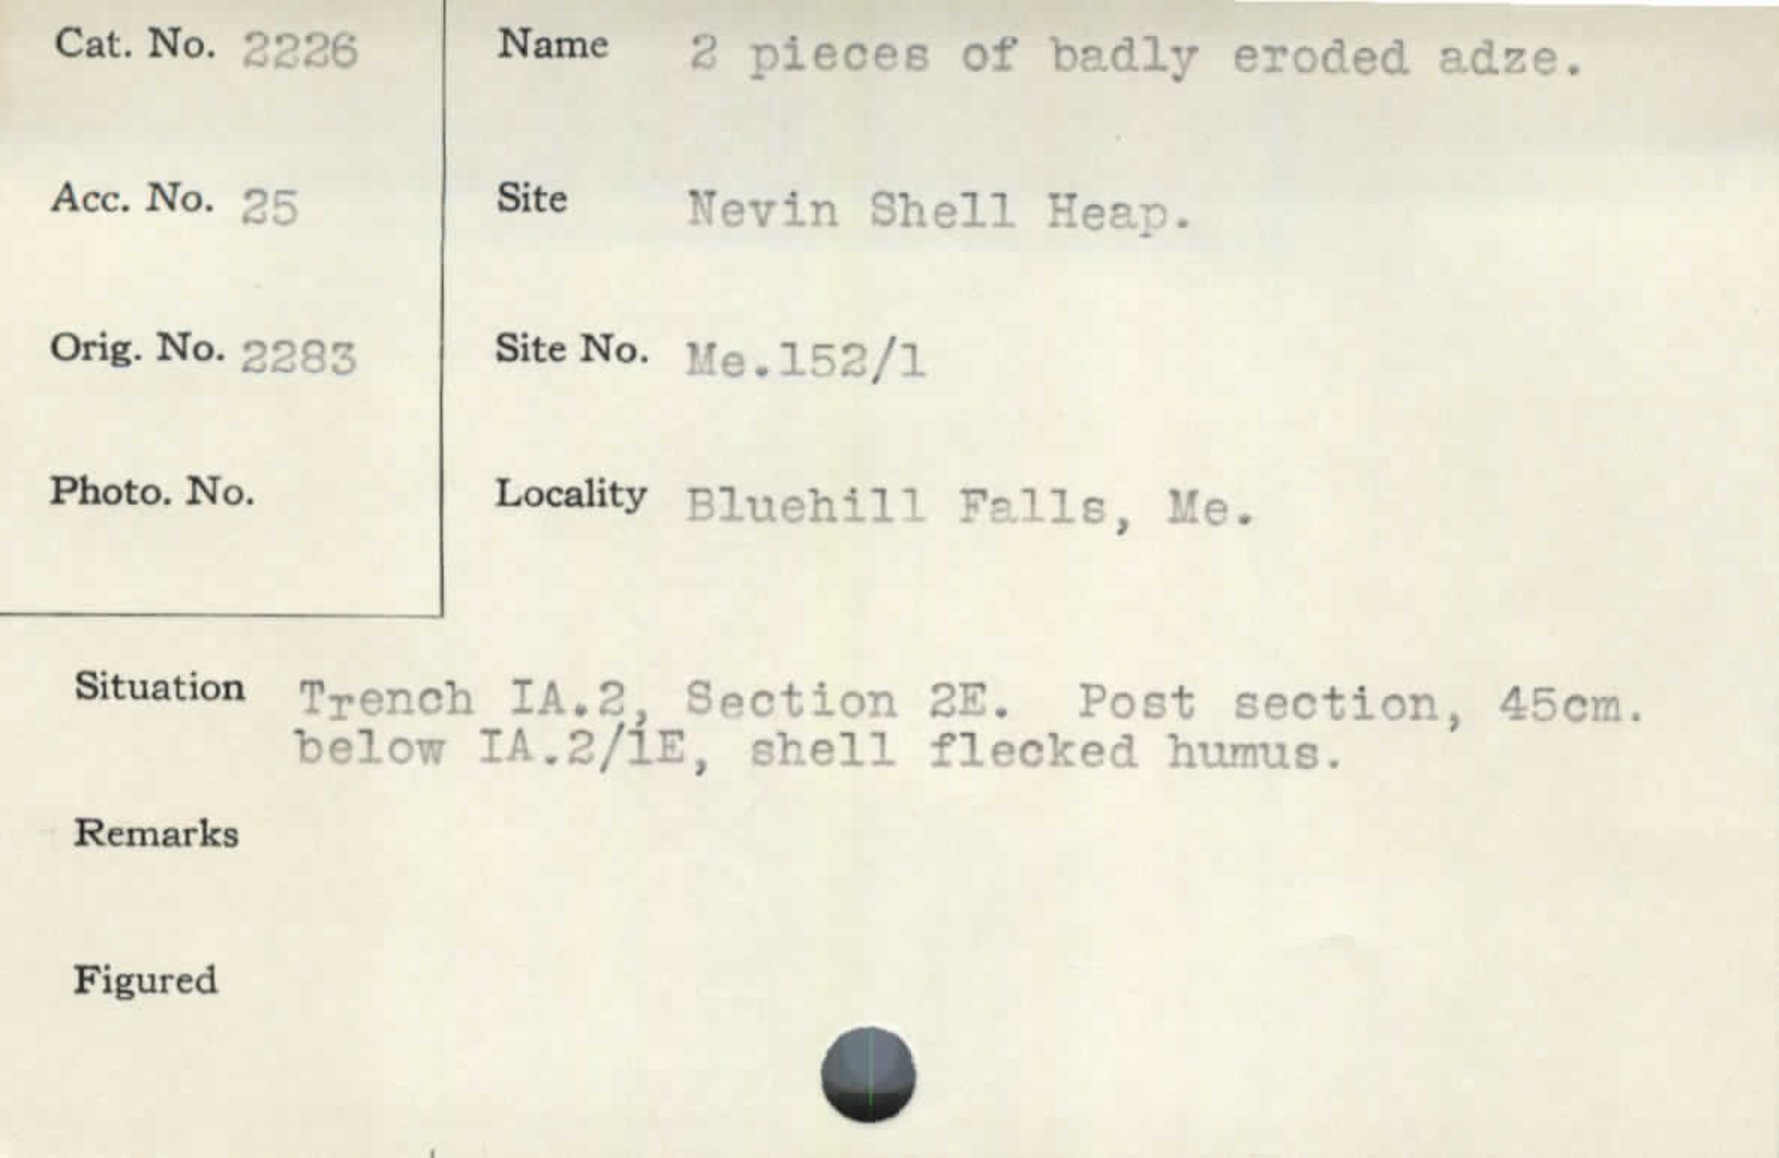 Cat. No. 2226
Name 2 pieces of badly eroded adze.
Acc. No. 25
Site Nevin Shell Heap.
Orig. No. 2283
Site No. Me.152/1
Photo. No.
Locality Bluehill Falls, Me.
Situation Trench IA.2, Section 2E. Post section, 45cm.
below IA.2/1E, shell flecked humus.
Remarks
Figured